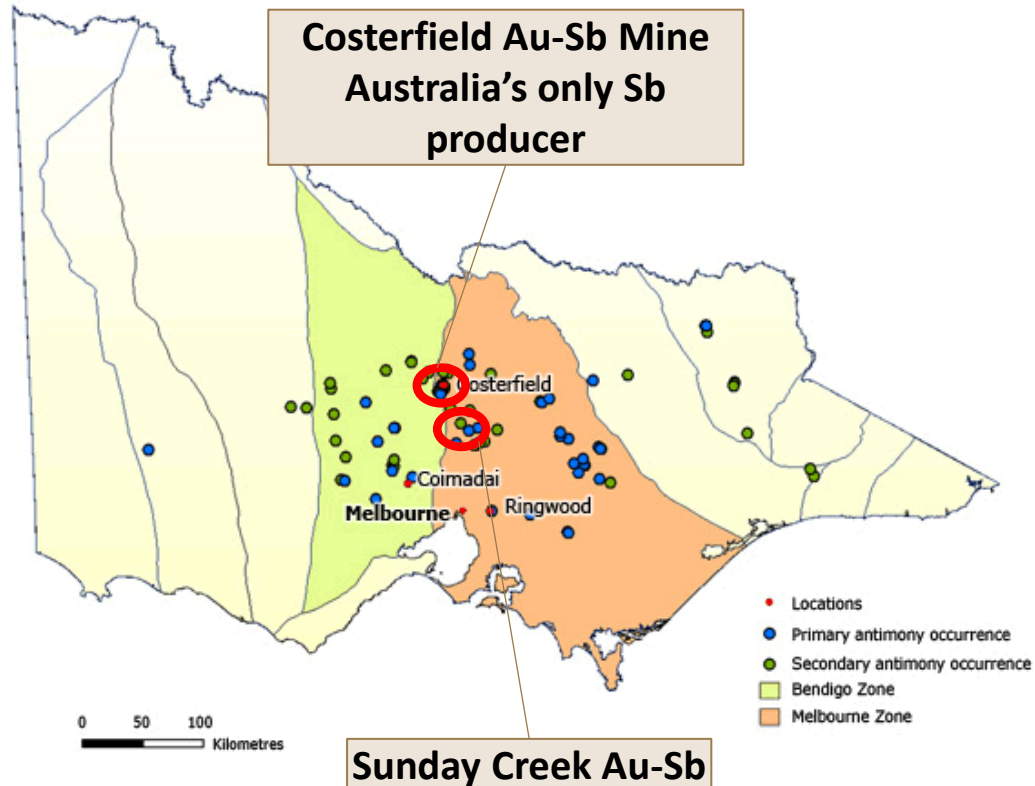 Costerfield Au-Sb Mine
Australia's only Sb
producer
Costerfield
Coimadai
Melbourne
Ringwood
Locations
Primary antimony occurrence
Secondary antimony occurrence
Bendigo Zone
Melbourne Zone
0 50 100
Kilometres
Sunday Creek Au-Sb